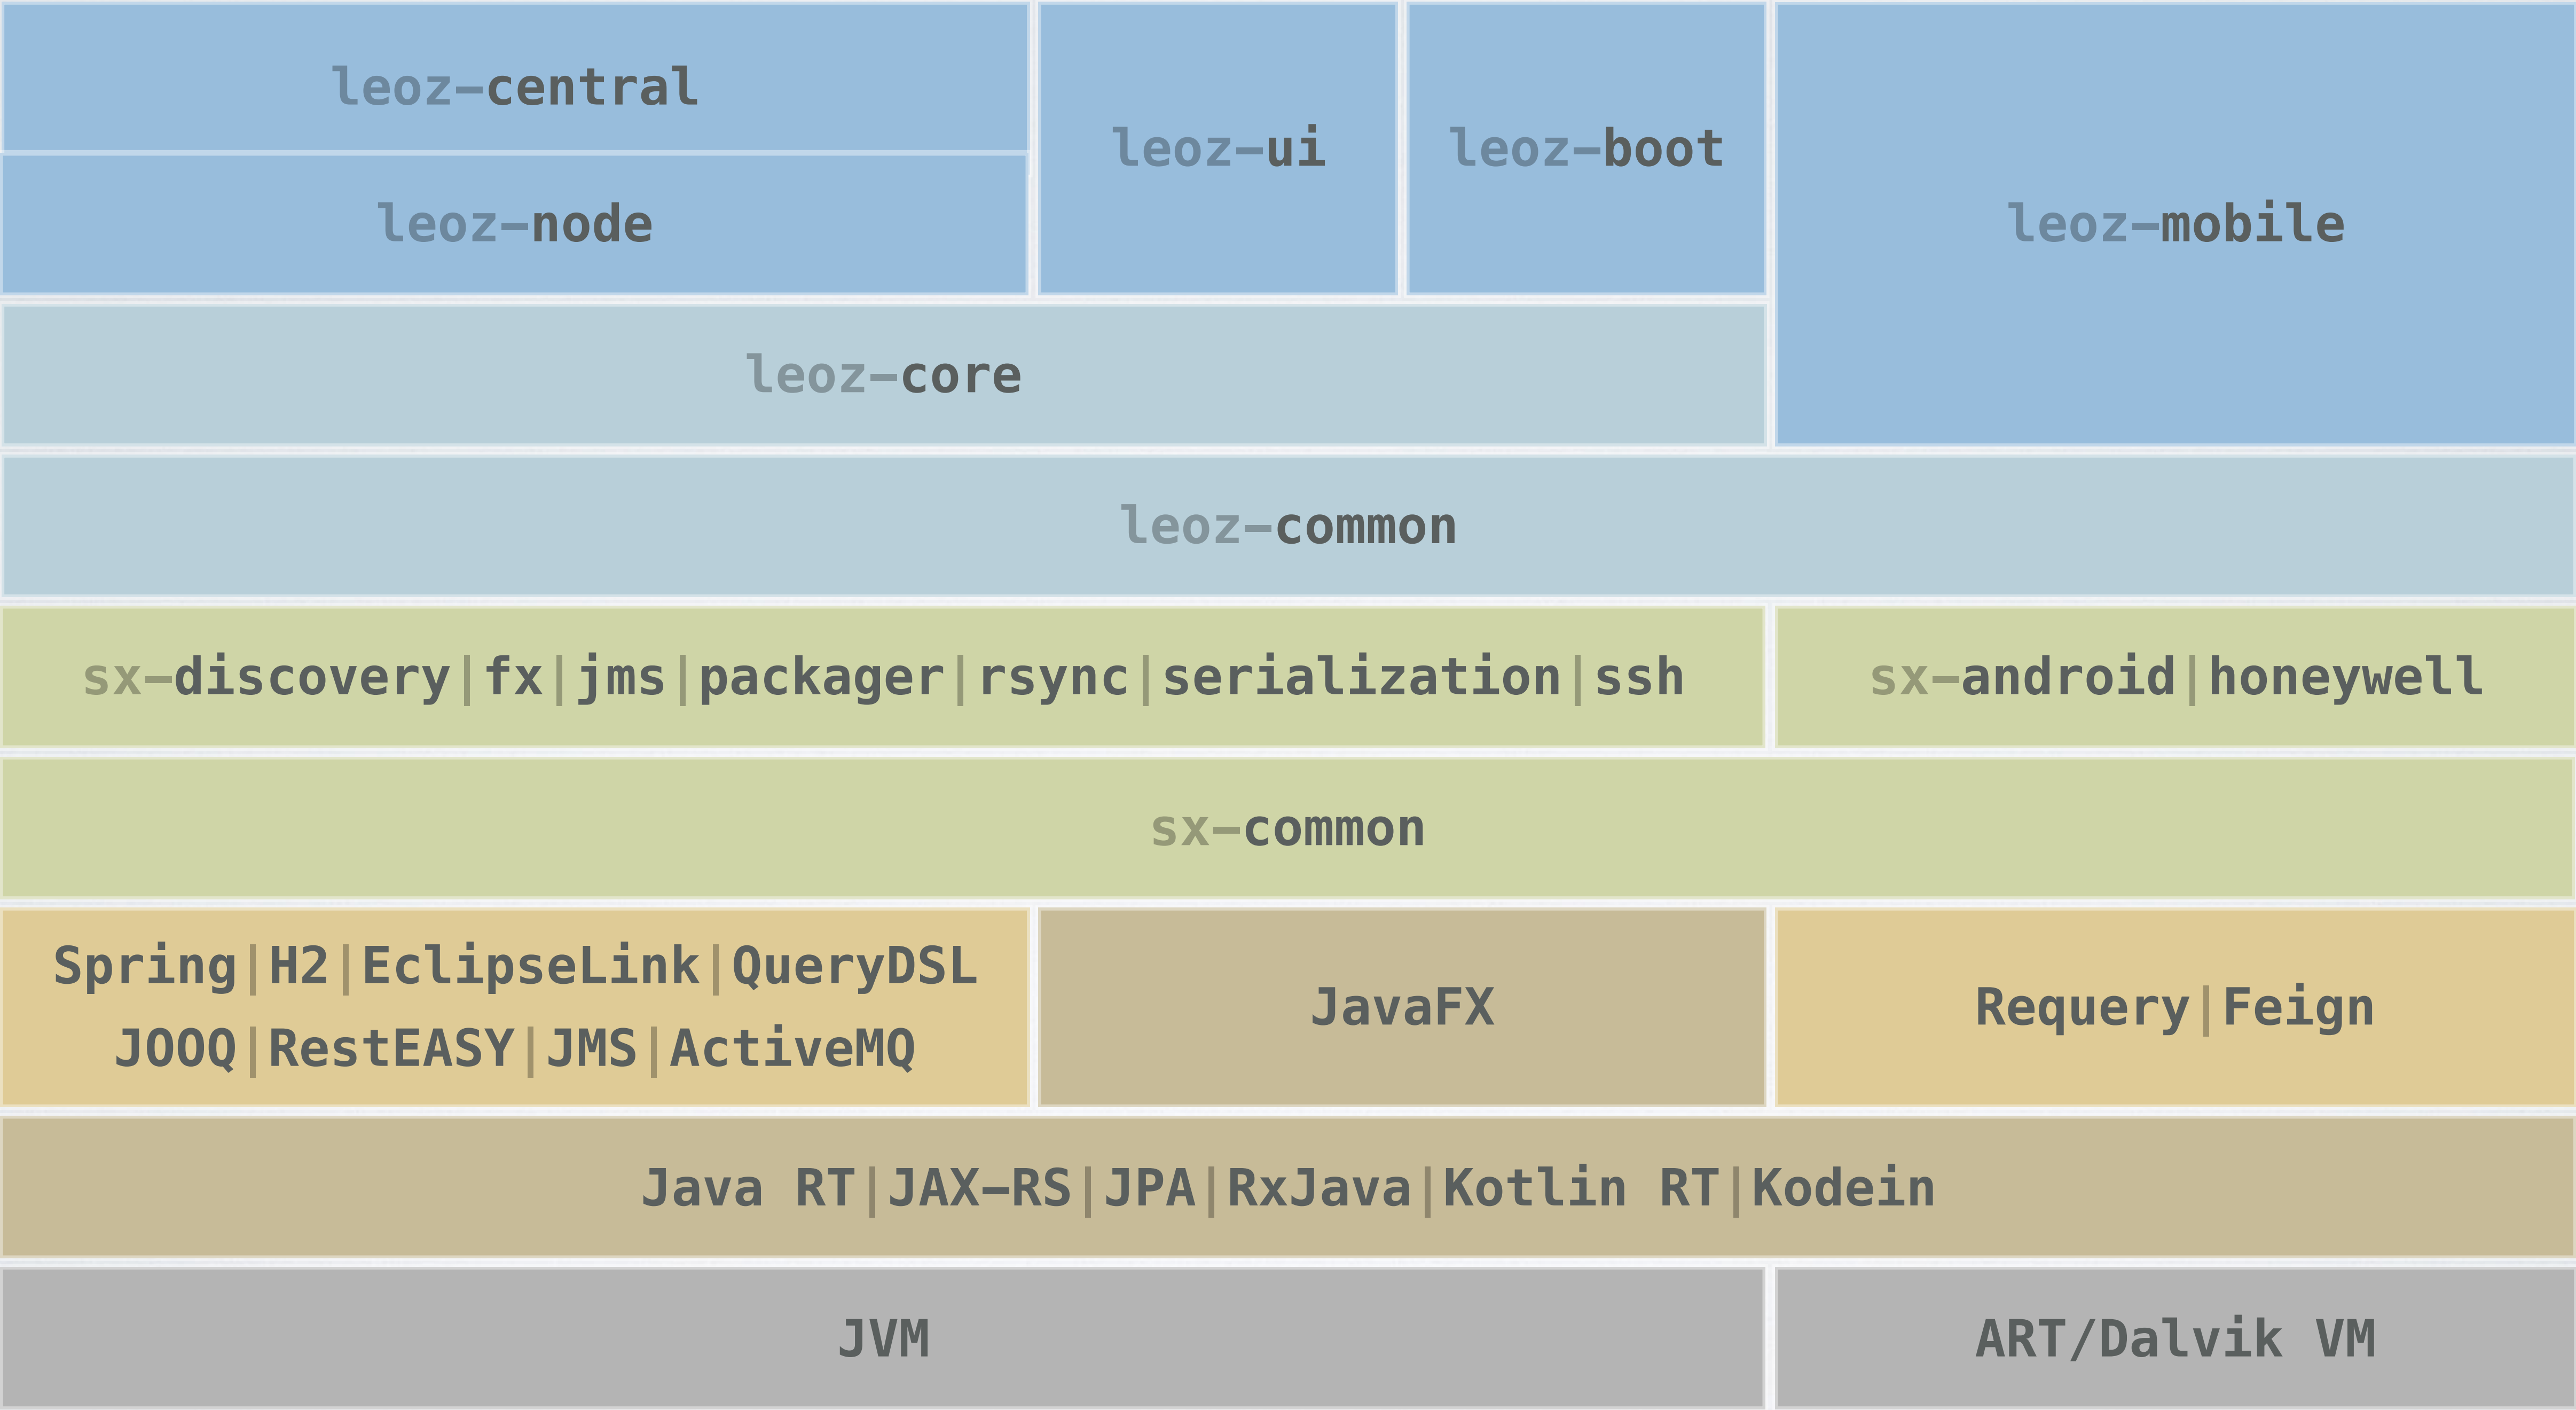 leoz-central
leoz-node
leoz-ui
leoz-boot
leoz-mobile
leoz-core
leoz-common
sx-discovery|fx|jms|packager|rsync|serialization|ssh
sx-android|honeywell
sx-common
Spring|H2|EclipseLink|QueryDSL
JOOQ|RestEASY|JMS|ActiveMQ
JavaFX
Requery|Feign
Java RT|JAX-RS|JPA|RxJava|Kotlin RT|Kodein
JVM
ART/Dalvik VM